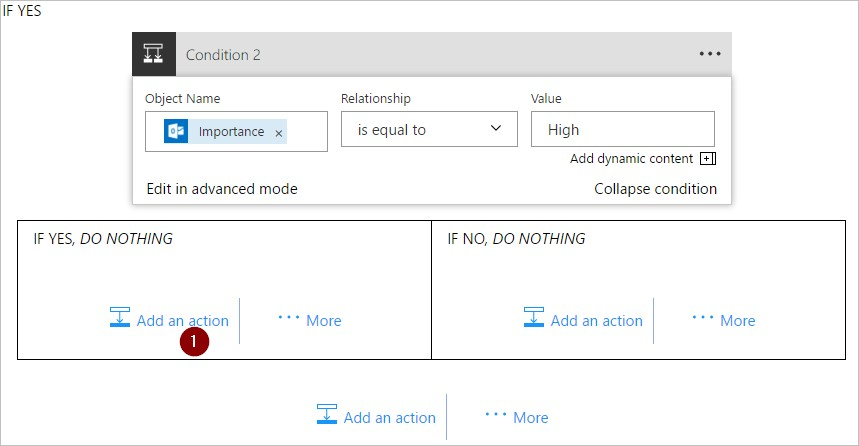 IF YES
Condition 2
Object Name Relationship Value
Importance × is equal to High
Add dynamic content
Edit in advanced mode Collapse condition
IF YES, DO NOTHING IF NO, DO NOTHING
Add an action ··· More Add an action ··· More
1
Add an action ··· More